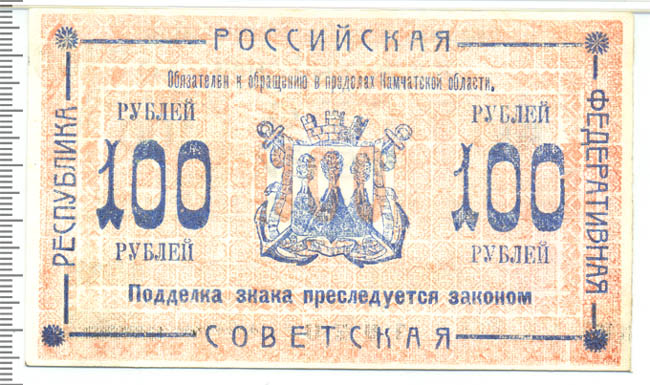 РОССИЙСКАЯ
Обязателен к обращению в пределах Камчатской области.
РУБЛЕЙ РУБЛЕЙ
100 100
РУБЛЕЙ РУБЛЕЙ
РЕСПУБЛИКА
ФЕДЕРАТИВНАЯ
Подделка знака преследуется законом
СОВЕТСКАЯ